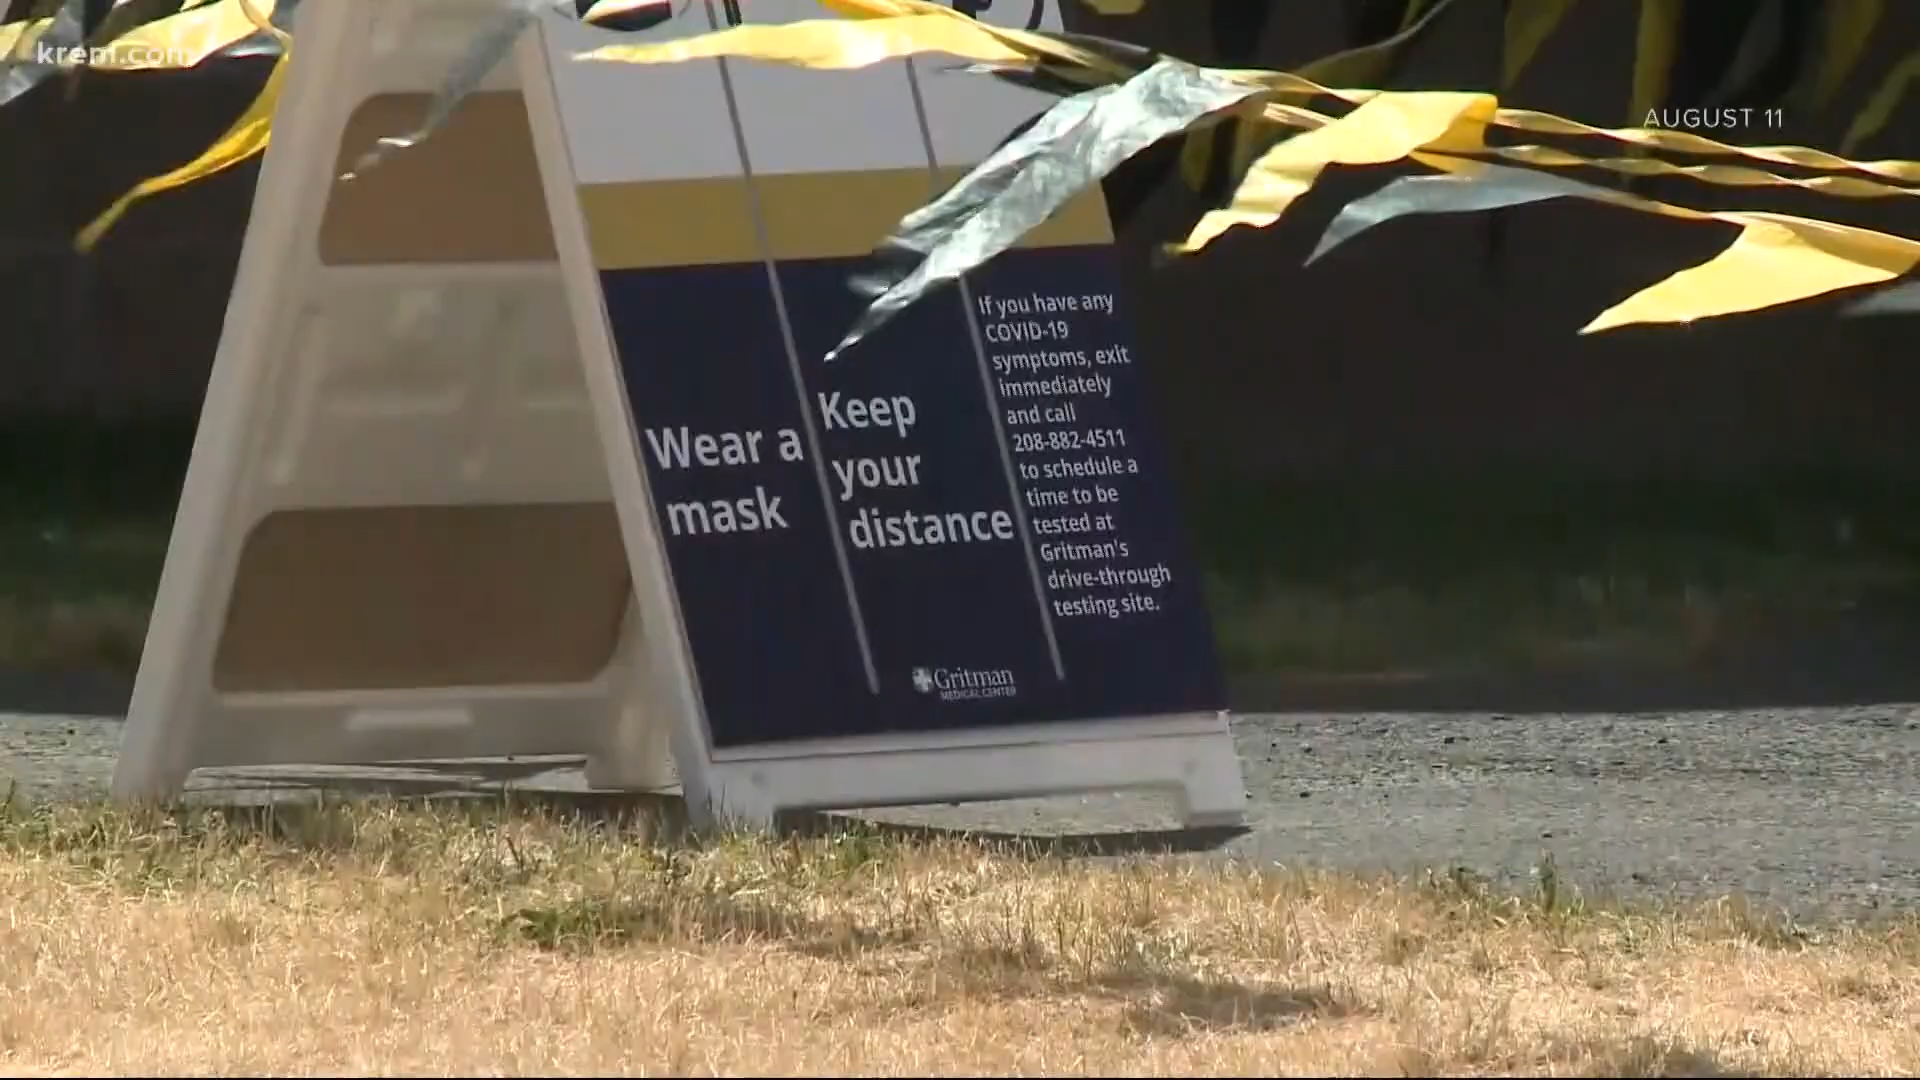 krem.com
AUGUST 11
Wear a
mask
Keep
your
distance
If you have any
COVID-19
symptoms, exit
immediately
and call
208-882-4511
to schedule a
time to be
tested at
Gritman's
drive-through
testing site.
Gritman
MEDICAL CENTER